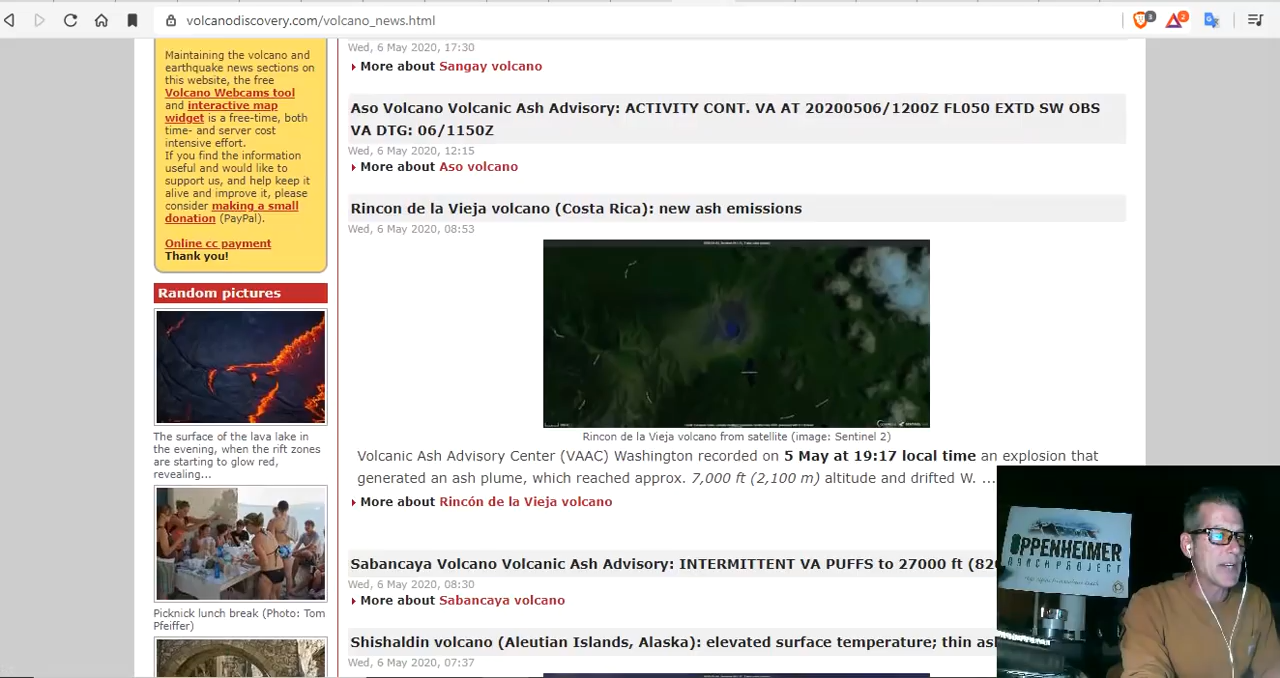 volcanodiscovery.com/volcano_news.html
3
2
Maintaining the volcano and
earthquake news sections on
this website, the free
Volcano Webcams tool
and interactive map
widget is a free-time, both
time- and server cost
intensive effort.
If you find the information
useful and would like to
support us, and help keep it
alive and improve it, please
consider making a small
donation (PayPal).
Online cc payment
Thank you!
Random pictures
The surface of the lava lake in
the evening, when the rift zones
are starting to glow red,
revealing...
Picknick lunch break (Photo: Tom
Pfeiffer)
Wed, 6 May 2020, 17:30
More about Sangay volcano
Aso Volcano Volcanic Ash Advisory: ACTIVITY CONT. VA AT 20200506/1200Z FL050 EXTD SW OBS
VA DTG: 06/1150Z
Wed, 6 May 2020, 12:15
More about Aso volcano
Rincon de la Vieja volcano (Costa Rica): new ash emissions
Wed, 6 May 2020, 08:53
Rincon de la Vieja volcano from satellite (image: Sentinel 2)
Volcanic Ash Advisory Center (VAAC) Washington recorded on 5 May at 19:17 local time an explosion that
generated an ash plume, which reached approx. 7,000 ft (2,100 m) altitude and drifted W. ...
More about Rincón de la Vieja volcano
Sabancaya Volcano Volcanic Ash Advisory: INTERMITTENT VA PUFFS to 27000 ft (820
Wed, 6 May 2020, 08:30
More about Sabancaya volcano
Shishaldin volcano (Aleutian Islands, Alaska): elevated surface temperature; thin as
Wed, 6 May 2020, 07:37
OPPENHEIMER
RANCH PROJECT